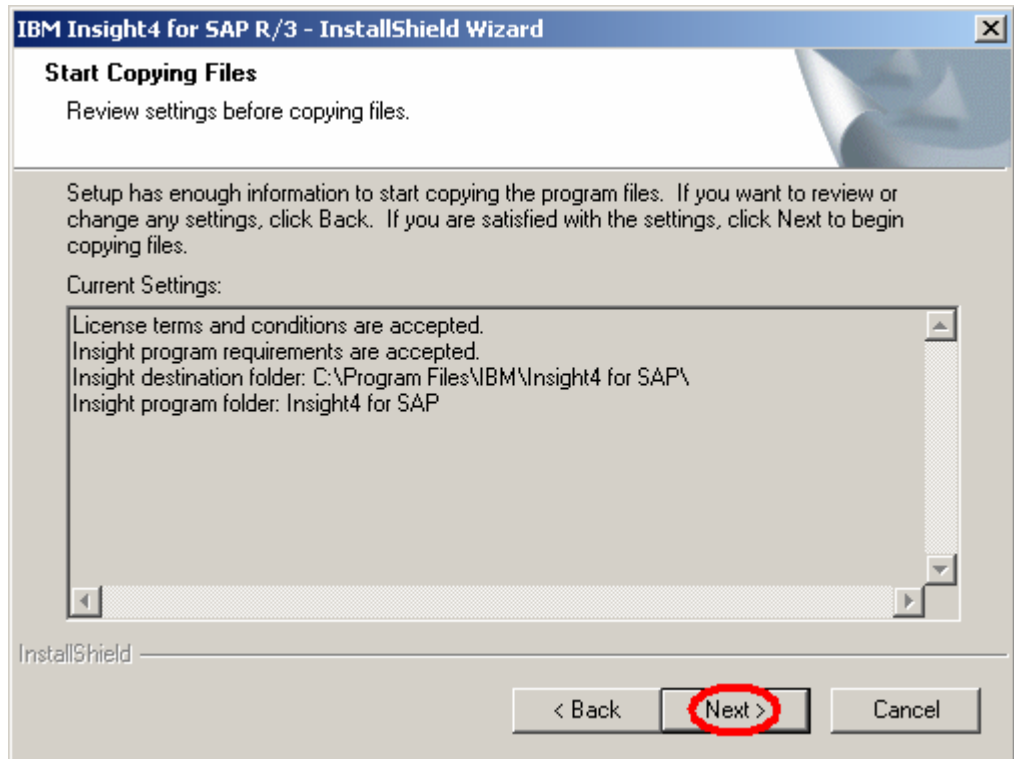 IBM Insight4 for SAP R/3 - InstallShield Wizard
Start Copying Files
Review settings before copying files.
Setup has enough information to start copying the program files. If you want to review or
change any settings, click Back. If you are satisfied with the settings, click Next to begin
copying files.
Current Settings:
License terms and conditions are accepted.
Insight program requirements are accepted.
Insight destination folder: C:\Program Files\IBM\Insight4 for SAP\
Insight program folder: Insight4 for SAP
InstallShield
< Back
Next >
Cancel